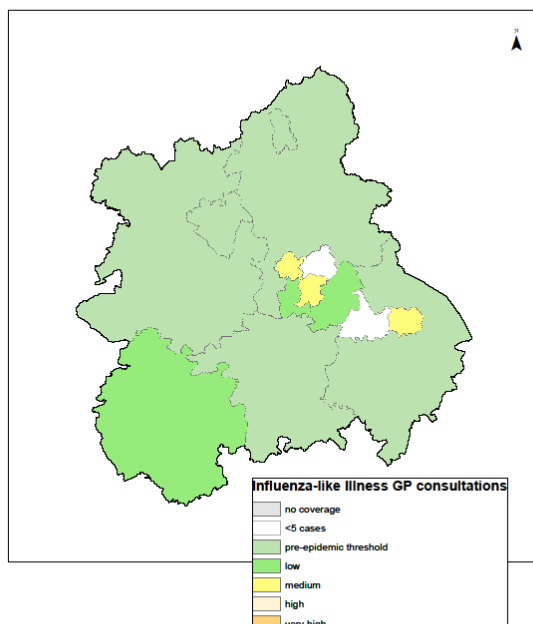 N
Influenza-like Illness GP consultations
no coverage
<5 cases
pre-epidemic threshold
low
medium
high
very high